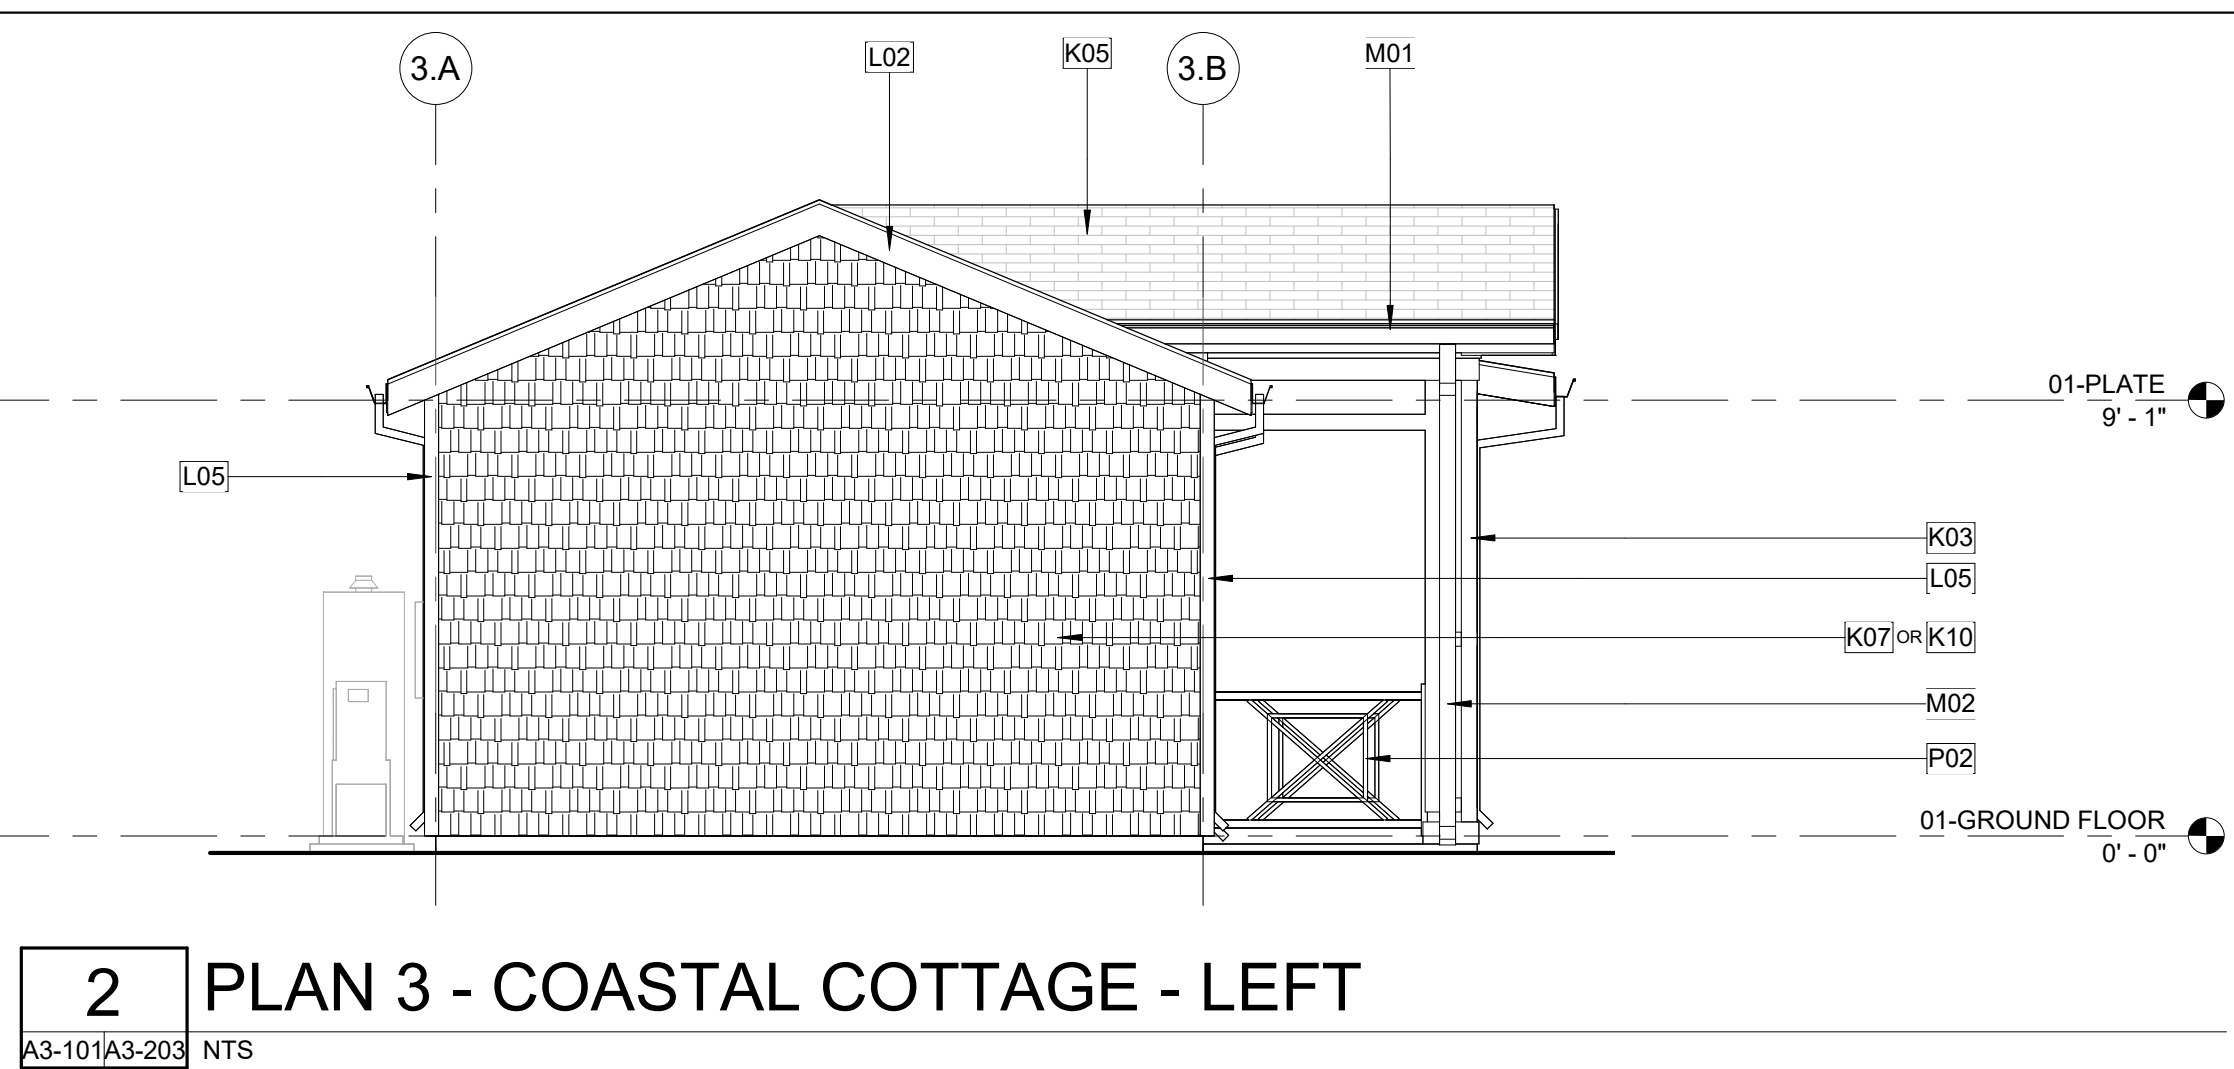 3.A
L02
K05
3.B
M01
01-PLATE
9' - 1"
L05
K03
L05
K07 OR K10
M02
P02
01-GROUND FLOOR
0' - 0"
2
PLAN 3 - COASTAL COTTAGE - LEFT
A3-101 A3-203 NTS